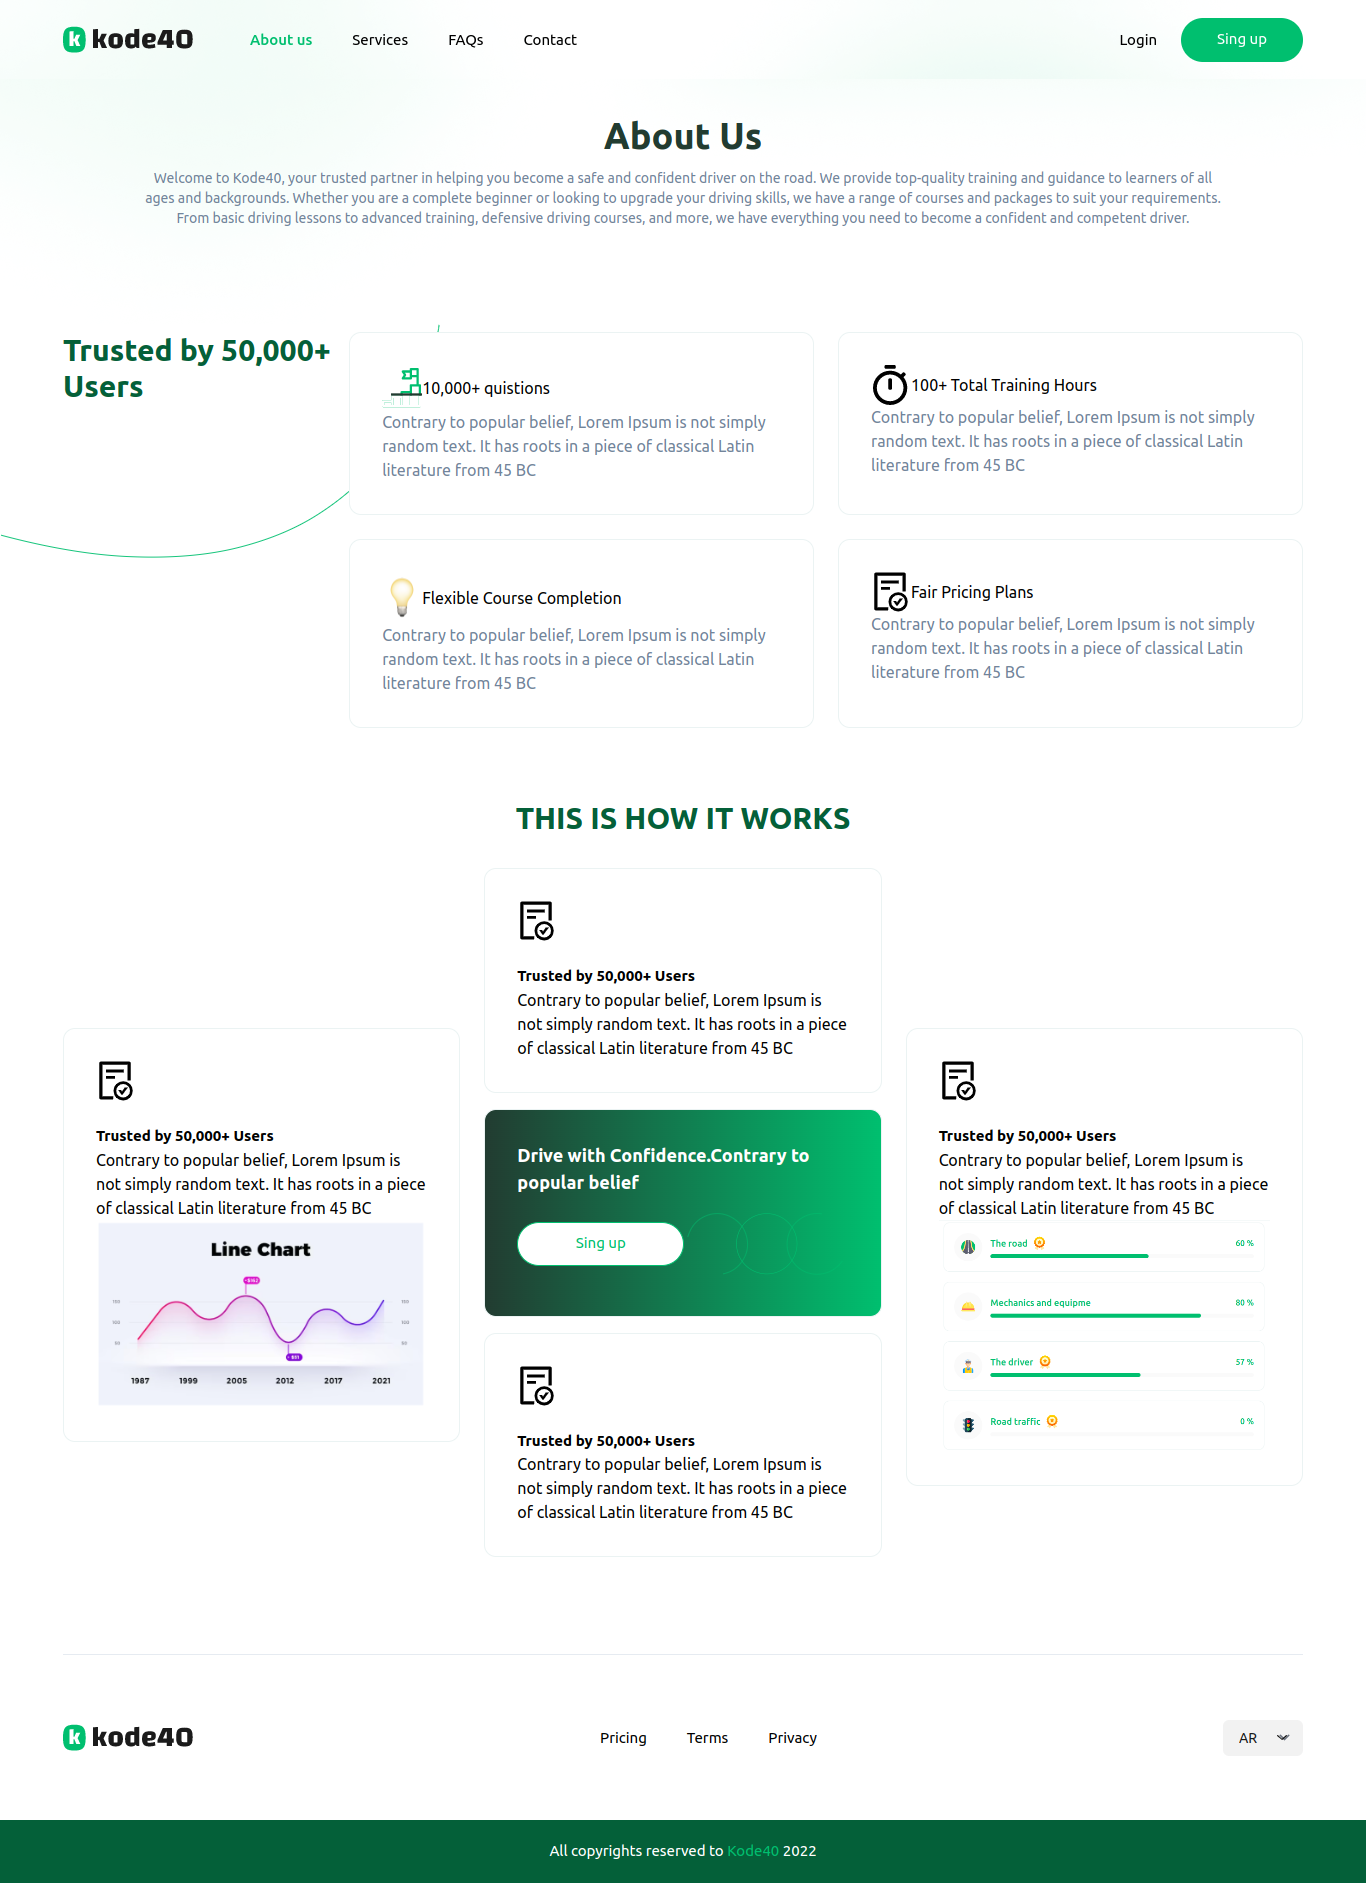 kode40
About us
Services
FAQs
Contact
Login
Sing up
About Us
Welcome to Kode40, your trusted partner in helping you become a safe and confident driver on the road. We provide top-quality training and guidance to learners of all
ages and backgrounds. Whether you are a complete beginner or looking to upgrade your driving skills, we have a range of courses and packages to suit your requirements.
From basic driving lessons to advanced training, defensive driving courses, and more, we have everything you need to become a confident and competent driver.
Trusted by 50,000+
Users
10,000+ quistions
Contrary to popular belief, Lorem Ipsum is not simply
random text. It has roots in a piece of classical Latin
literature from 45 BC
100+ Total Training Hours
Contrary to popular belief, Lorem Ipsum is not simply
random text. It has roots in a piece of classical Latin
literature from 45 BC
Flexible Course Completion
Contrary to popular belief, Lorem Ipsum is not simply
random text. It has roots in a piece of classical Latin
literature from 45 BC
Fair Pricing Plans
Contrary to popular belief, Lorem Ipsum is not simply
random text. It has roots in a piece of classical Latin
literature from 45 BC
THIS IS HOW IT WORKS
Trusted by 50,000+ Users
Contrary to popular belief, Lorem Ipsum is
not simply random text. It has roots in a piece
of classical Latin literature from 45 BC
Line Chart
1987 1999 2005 2012 2017 2021
Trusted by 50,000+ Users
Contrary to popular belief, Lorem Ipsum is
not simply random text. It has roots in a piece
of classical Latin literature from 45 BC
Drive with Confidence.Contrary to
popular belief
Sing up
Trusted by 50,000+ Users
Contrary to popular belief, Lorem Ipsum is
not simply random text. It has roots in a piece
of classical Latin literature from 45 BC
Trusted by 50,000+ Users
Contrary to popular belief, Lorem Ipsum is
not simply random text. It has roots in a piece
of classical Latin literature from 45 BC
The road 60 %
Mechanics and equipme 80 %
The driver 57 %
Road traffic 0 %
kode40
Pricing
Terms
Privacy
AR
All copyrights reserved to Kode40 2022